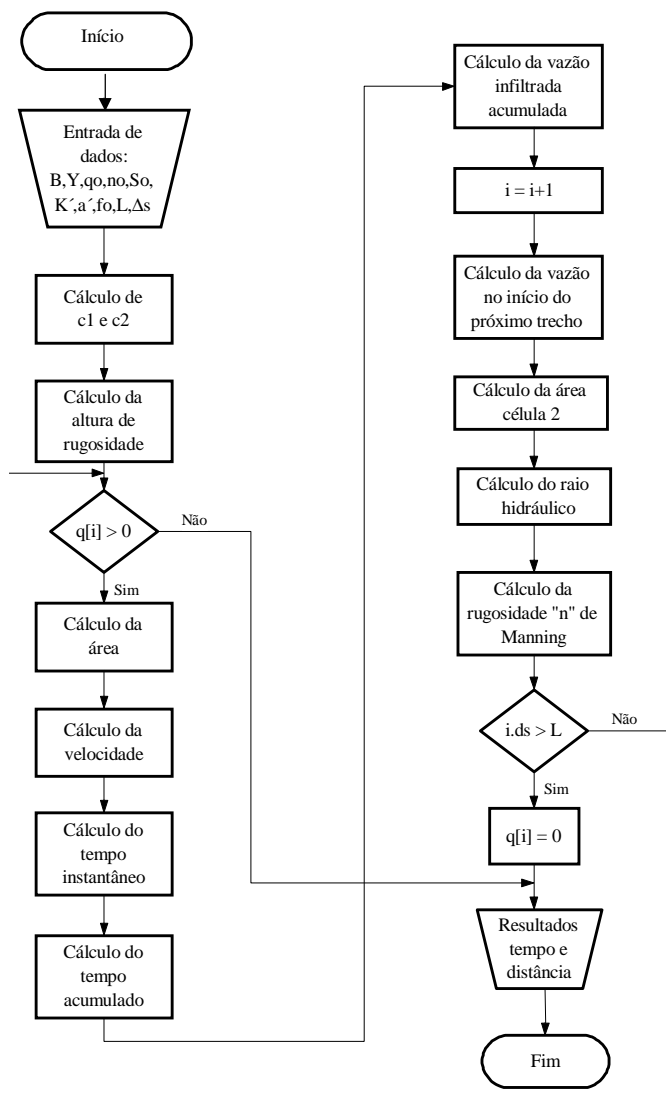 Início
Entrada de
dados:
B,Y,qo,no,So,
K´,a´,fo,L,Δs
Cálculo de
c1 e c2
Cálculo da
altura de
rugosidade
q[i] > 0
Não
Sim
Cálculo da
área
Cálculo da
velocidade
Cálculo do
tempo
instantâneo
Cálculo do
tempo
acumulado
Cálculo da vazão
infiltrada
acumulada
i = i+1
Cálculo da vazão
no início do
próximo trecho
Cálculo da área
célula 2
Cálculo do raio
hidráulico
Cálculo da
rugosidade "n" de
Manning
i.ds > L
Não
Sim
q[i] = 0
Resultados
tempo e
distância
Fim